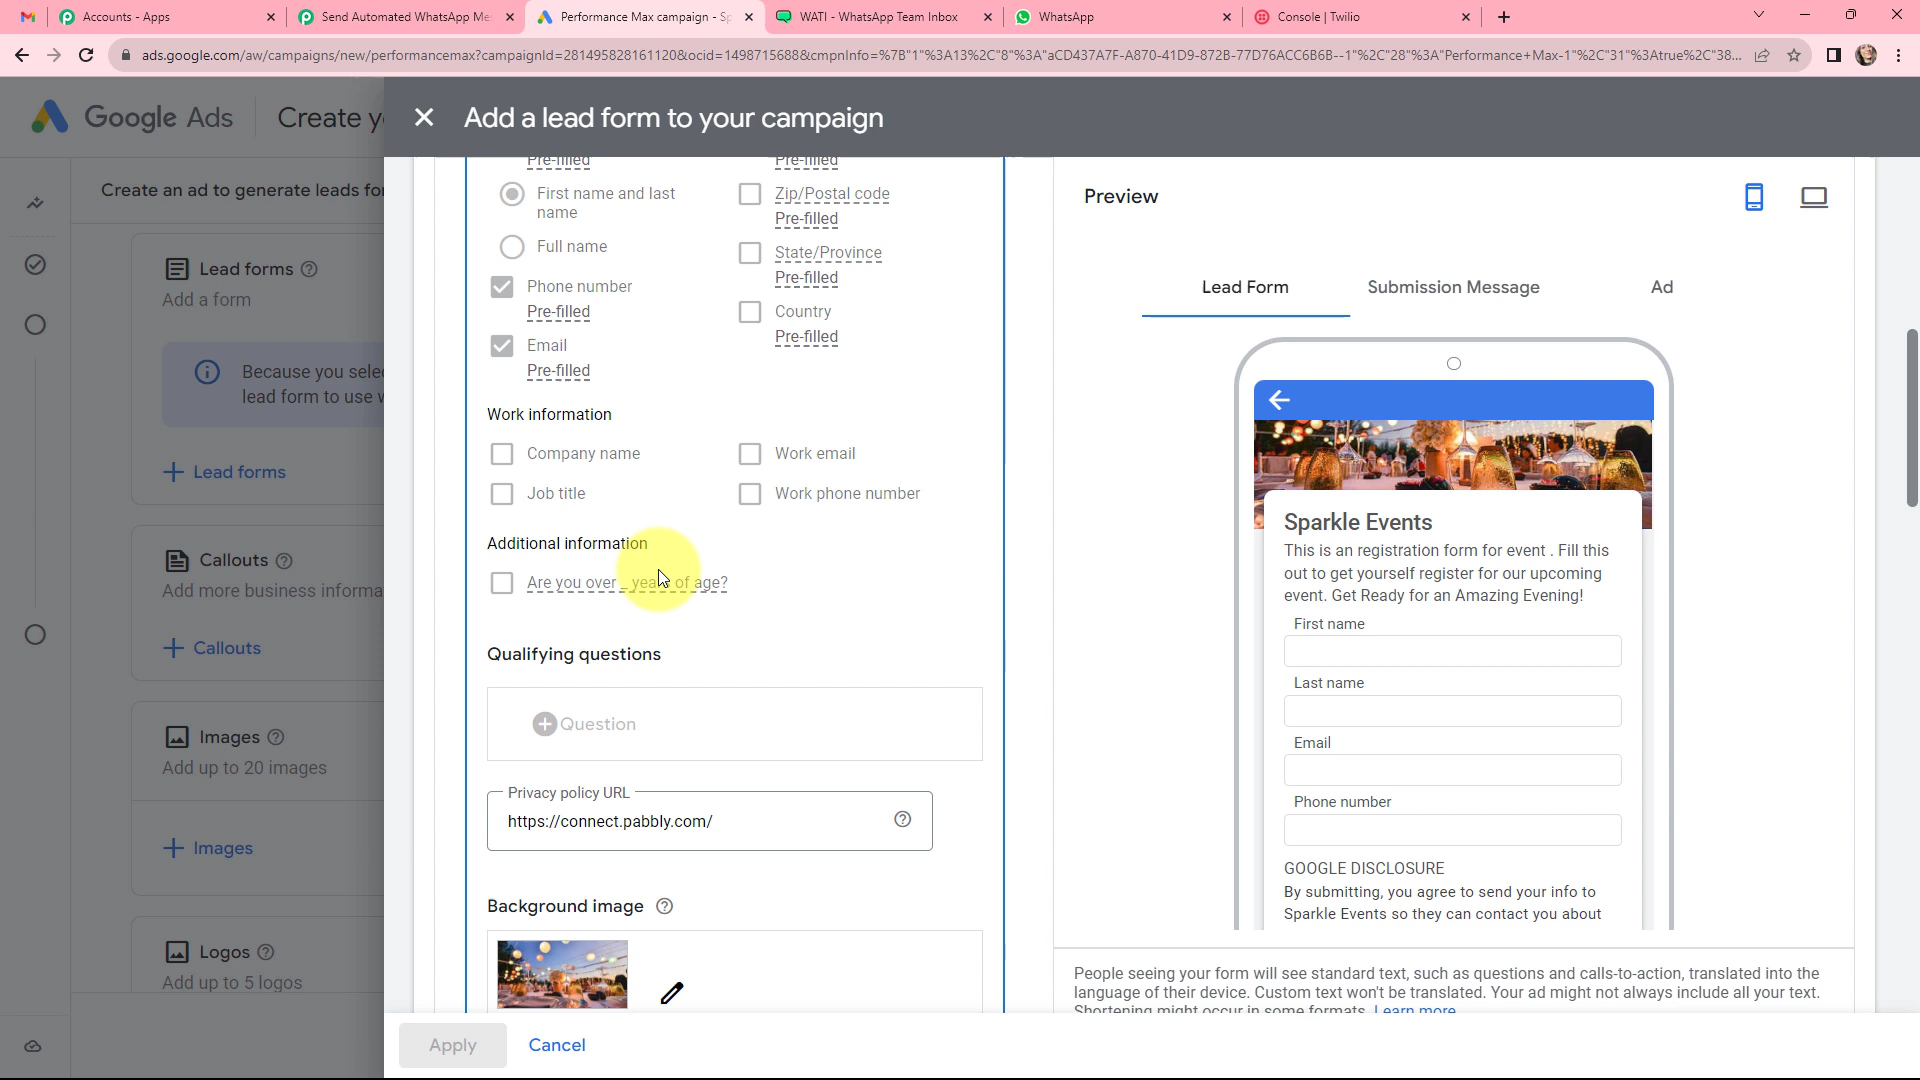 Accounts - Apps
Send Automated WhatsApp Me
Performance Max campaign - Sp
WATI - WhatsApp Team Inbox
WhatsApp
Console | Twilio
ads.google.com/aw/campaigns/new/performancemax?campaignId=281495828161120&ocid=1498715688&cmpnInfo=%7B"1"%3A13%2C"8"%3A"aCD437A7F-A870-41D9-872B-77D76ACC6B6B--1"%2C"28"%3A"Performance+Max-1"%2C"31"%3Atrue%2C"38...
Google Ads
Create y
Add a lead form to your campaign
Create an ad to generate leads for
Lead forms
Add a form
Because you sele
lead form to use
+ Lead forms
Callouts
Add more business informa
+ Callouts
Images
Add up to 20 images
+ Images
Logos
Add up to 5 logos
Pre-filled
Pre-filled
First name and last
name
Zip/Postal code
Pre-filled
Full name
State/Province
Pre-filled
Phone number
Pre-filled
Country
Pre-filled
Email
Pre-filled
Work information
Company name
Work email
Job title
Work phone number
Additional information
Are you over _ years of age?
Qualifying questions
Question
Privacy policy URL
https://connect.pabbly.com/
Background image
Apply
Cancel
Preview
Lead Form
Submission Message
Ad
Sparkle Events
This is an registration form for event . Fill this
out to get yourself register for our upcoming
event. Get Ready for an Amazing Evening!
First name
Last name
Email
Phone number
GOOGLE DISCLOSURE
By submitting, you agree to send your info to
Sparkle Events so they can contact you about
People seeing your form will see standard text, such as questions and calls-to-action, translated into the
language of their device. Custom text won't be translated. Your ad might not always include all your text.
Shortening might occur in some formats. Learn more